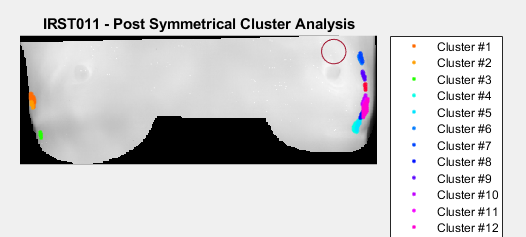 IRST011 - Post Symmetrical Cluster Analysis
Cluster #1
Cluster #2
Cluster #3
Cluster #4
Cluster #5
Cluster #6
Cluster #7
Cluster #8
Cluster #9
Cluster #10
Cluster #11
Cluster #12